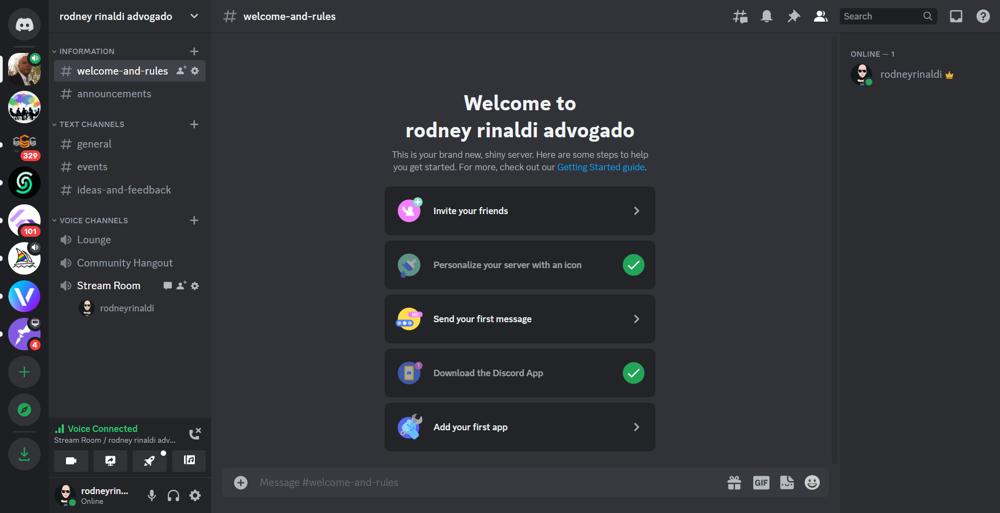 rodney rinaldi advogado
welcome-and-rules
Search
INFORMATION
welcome-and-rules
announcements
TEXT CHANNELS
general
events
ideas-and-feedback
VOICE CHANNELS
Lounge
Community Hangout
Stream Room
rodneyrinaldi
329
101
4
Voice Connected
Stream Room / rodney rinaldi adv...
rodneyrin...
Online
Welcome to
rodney rinaldi advogado
This is your brand new, shiny server. Here are some steps to help
you get started. For more, check out our Getting Started guide.
Invite your friends
Personalize your server with an icon
Hi!
Send your first message
1
Download the Discord App
Add your first app
Message #welcome-and-rules
GIF
ONLINE — 1
rodneyrinaldi